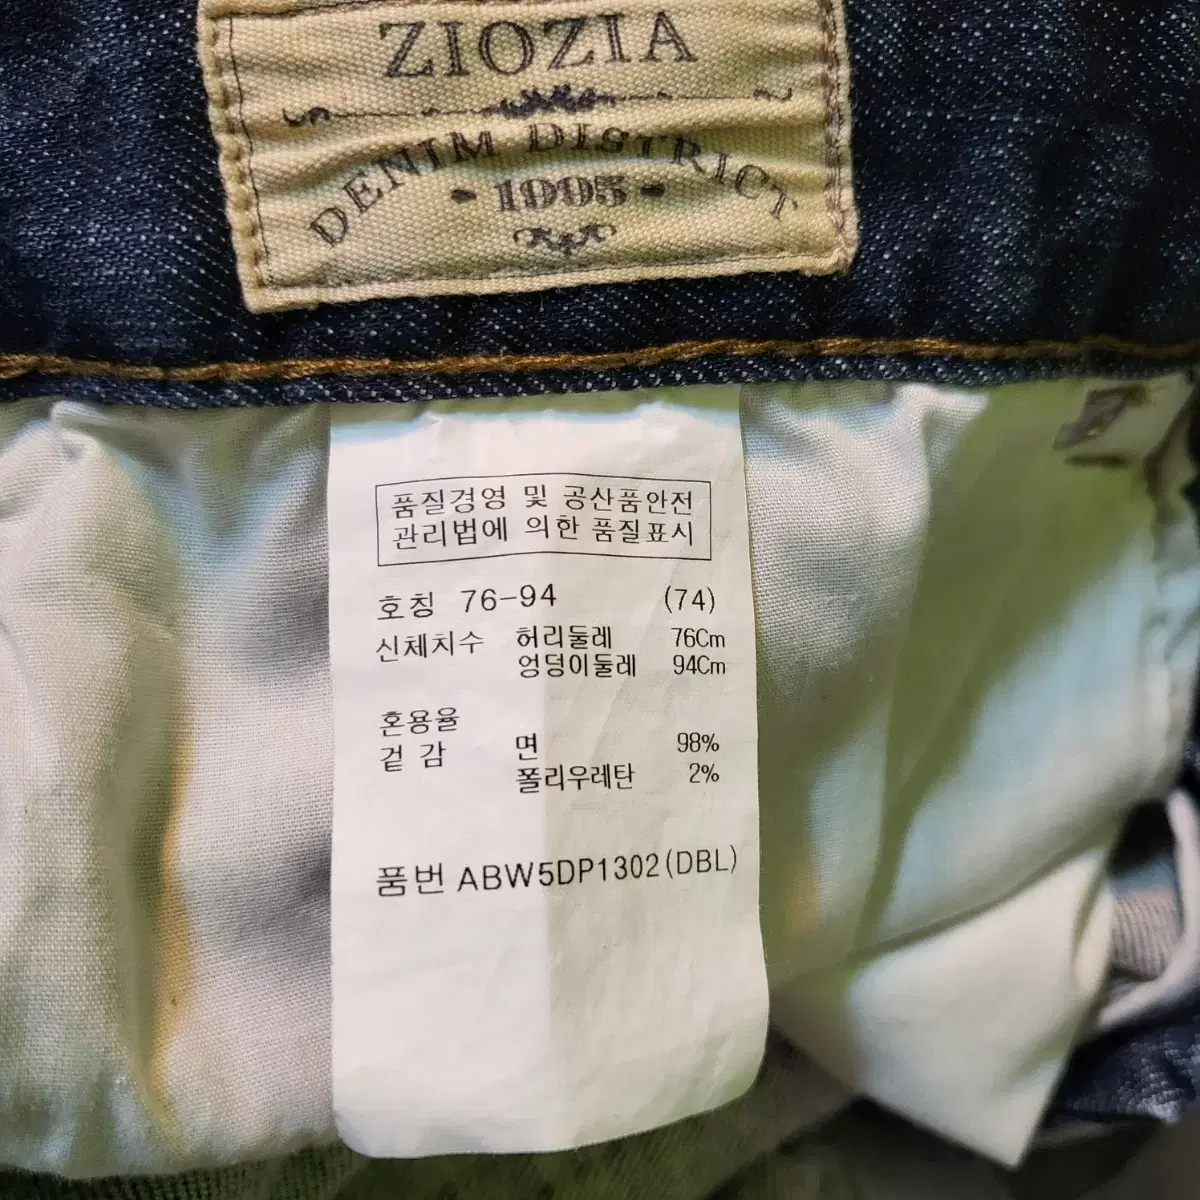 ZIOZIA
DENIM DISTRICT
1995
품질경영 및 공산품안전
관리법에 의한 품질표시
호칭 76-94 (74)
신체치수 허리둘레 76Cm
엉덩이둘레 94Cm
혼용율
겉 감 면 98%
폴리우레탄 2%
품번 ABW5DP1302(DBL)